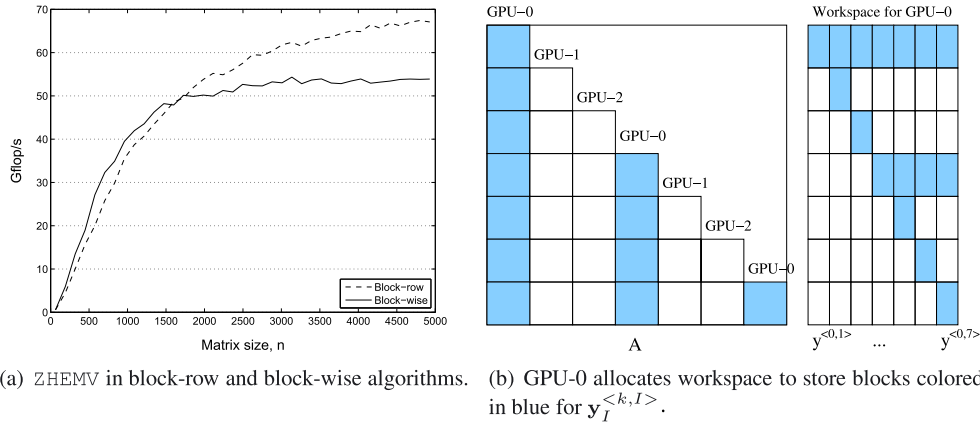 70
60
50
40
30
20
10
0
Gflop/s
0
500
1000
1500
2000
2500
3000
3500
4000
4500
5000
Matrix size, n
Block−row
Block−wise
GPU−0
GPU−1
GPU−2
GPU−0
GPU−1
GPU−2
GPU−0
A
Workspace for GPU−0
y<0,1> ... y<0,7>
(a) ZHEMV in block-row and block-wise algorithms.
(b) GPU-0 allocates workspace to store blocks colored
in blue for y_I^<k,I>.